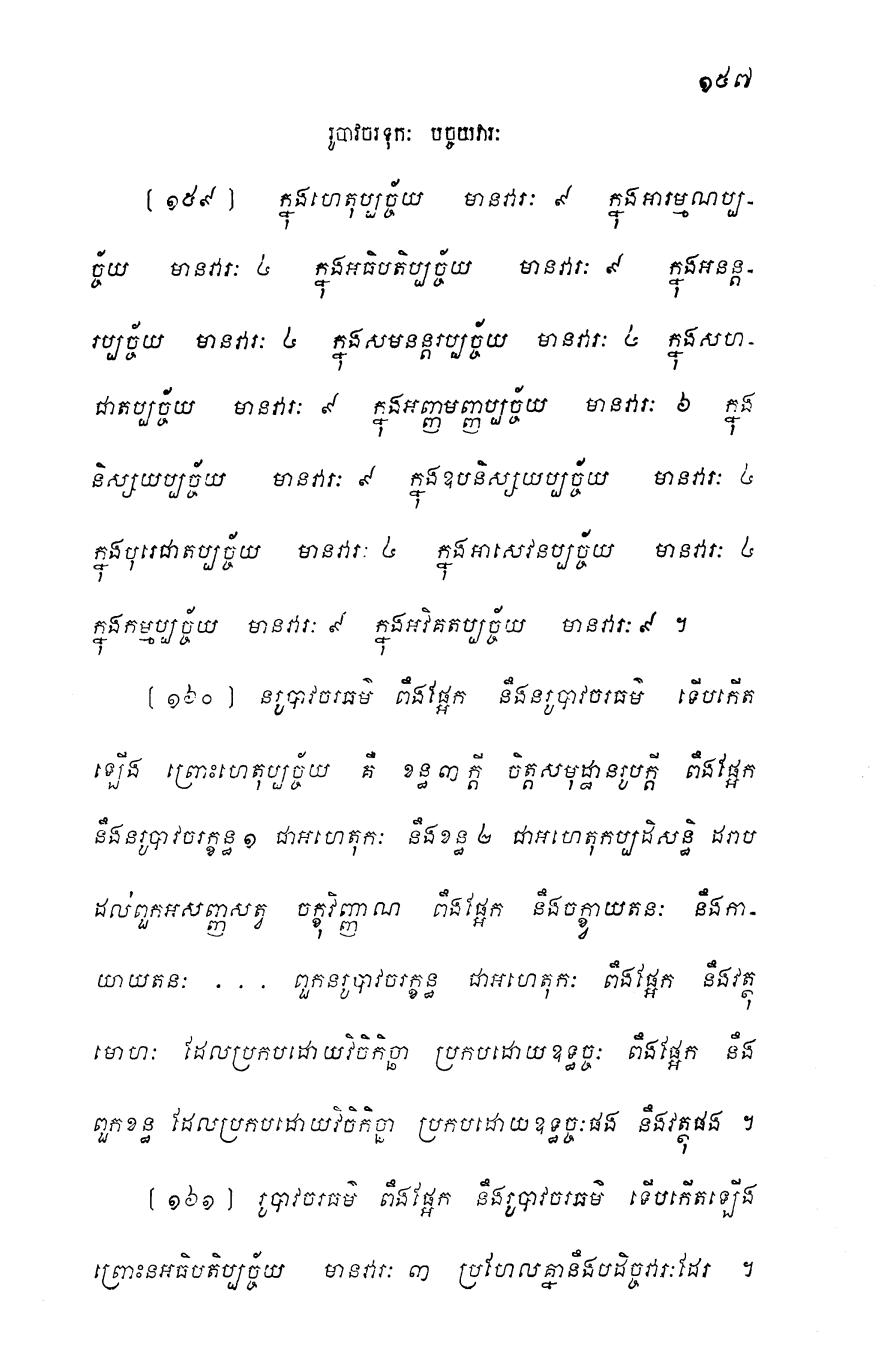 ១៥៧
រូបាវចរទុកៈ បច្ចយវារៈ
[ ១៥៩ ] ក្នុងហេតុប្បច្ច័យ មានវារៈ ៩ ក្នុងអារម្មណប្ប-
ច្ច័យ មានវារៈ ៤ ក្នុងអធិបតិប្បច្ច័យ មានវារៈ ៩ ក្នុងអនន្ត-
រប្បច្ច័យ មានវារៈ ៤ ក្នុងសមនន្តរប្បច្ច័យ មានវារៈ ៤ ក្នុងសហ-
ជាតប្បច្ច័យ មានវារៈ ៩ ក្នុងអញ្ញមញ្ញប្បច្ច័យ មានវារៈ ៦ ក្នុង
និស្សយប្បច្ច័យ មានវារៈ ៩ ក្នុងឧបនិស្សយប្បច្ច័យ មានវារៈ ៤
ក្នុងបុរេជាតប្បច្ច័យ មានវារៈ ៤ ក្នុងអាសេវនប្បច្ច័យ មានវារៈ ៤
ក្នុងកម្មប្បច្ច័យ មានវារៈ ៩ ក្នុងអវិគតប្បច្ច័យ មានវារៈ ៩ ។
[ ១៦០ ] នរូបាវចរធម៌ ពឹងផ្អែក នឹងនរូបាវចរធម៌ ទើបកើត
ឡើង ព្រោះហេតុប្បច្ច័យ គឺ ខន្ធ ៣ ក្តី ចិត្តសមុដ្ឋានរូបក្តី ពឹងផ្អែក
នឹងនរូបាវចរក្ខន្ធ ១ ជាអហេតុកៈ នឹងខន្ធ ២ ជាអហេតុកប្បដិសន្ធិ ដរាប
ដល់ពួកអសញ្ញសត្វ ចក្ខុវិញ្ញាណ ពឹងផ្អែក នឹងចក្ខ្វាយតនៈ នឹងកា-
យាយតនៈ . . . ពួកនរូបាវចរក្ខន្ធ ជាអហេតុកៈ ពឹងផ្អែក នឹងវត្ថុ
មោហៈ ដែលប្រកបដោយវិចិកិច្ឆា ប្រកបដោយឧទ្ធច្ចៈ ពឹងផ្អែក នឹង
ពួកខន្ធ ដែលប្រកបដោយវិចិកិច្ឆា ប្រកបដោយឧទ្ធច្ចៈផង នឹងវត្ថុផង ។
[ ១៦១ ] រូបាវចរធម៌ ពឹងផ្អែក នឹងរូបាវចរធម៌ ទើបកើតឡើង
ព្រោះនអធិបតិប្បច្ច័យ មានវារៈ ៣ ប្រហែលគ្នានឹងបដិច្ចវារៈដែរ ។